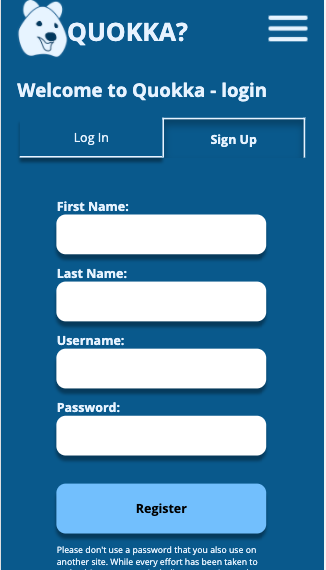 QUOKKA?
Welcome to Quokka - login
Log In
Sign Up
First Name:
Last Name:
Username:
Password:
Register
Please don't use a password that you also use on
another site. While every effort has been taken to